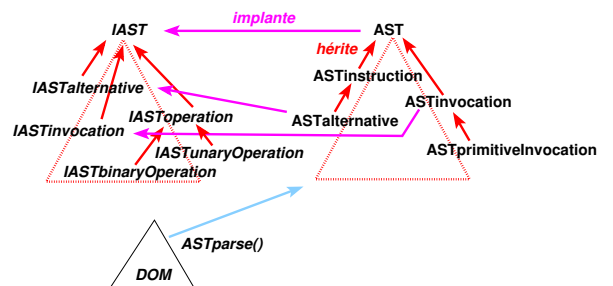 implante
IAST
AST
hérite
IASTalternative
ASTinstruction
IASTinvocation
IASToperation
ASTalternative
ASTinvocation
IASTunaryOperation
ASTprimitiveInvocation
IASTbinaryOperation
ASTparse()
DOM